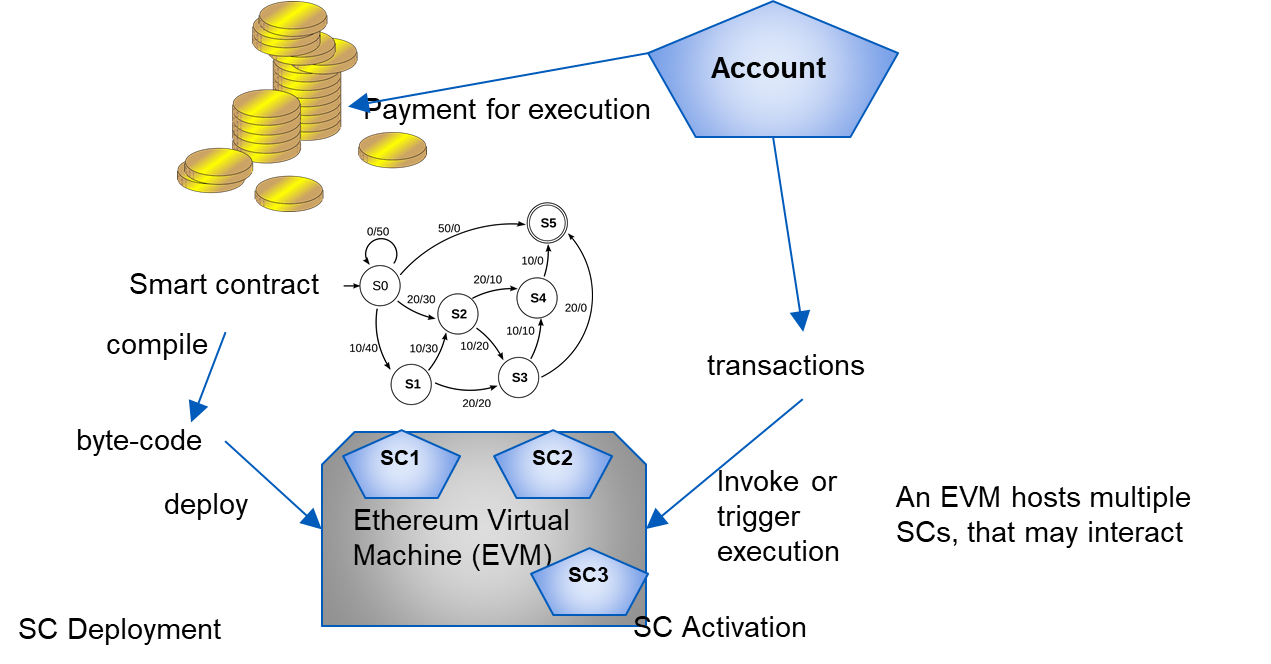 Account
Payment for execution
S5
0/50
50/0
10/0
Smart contract
S0
20/10
20/30
S4
20/0
S2
10/10
compile
10/40
10/30
10/20
S1
S3
20/20
transactions
byte-code
SC1
SC2
deploy
Ethereum Virtual
Machine (EVM)
SC3
Invoke or
trigger
execution
An EVM hosts multiple
SCs, that may interact
SC Deployment
SC Activation